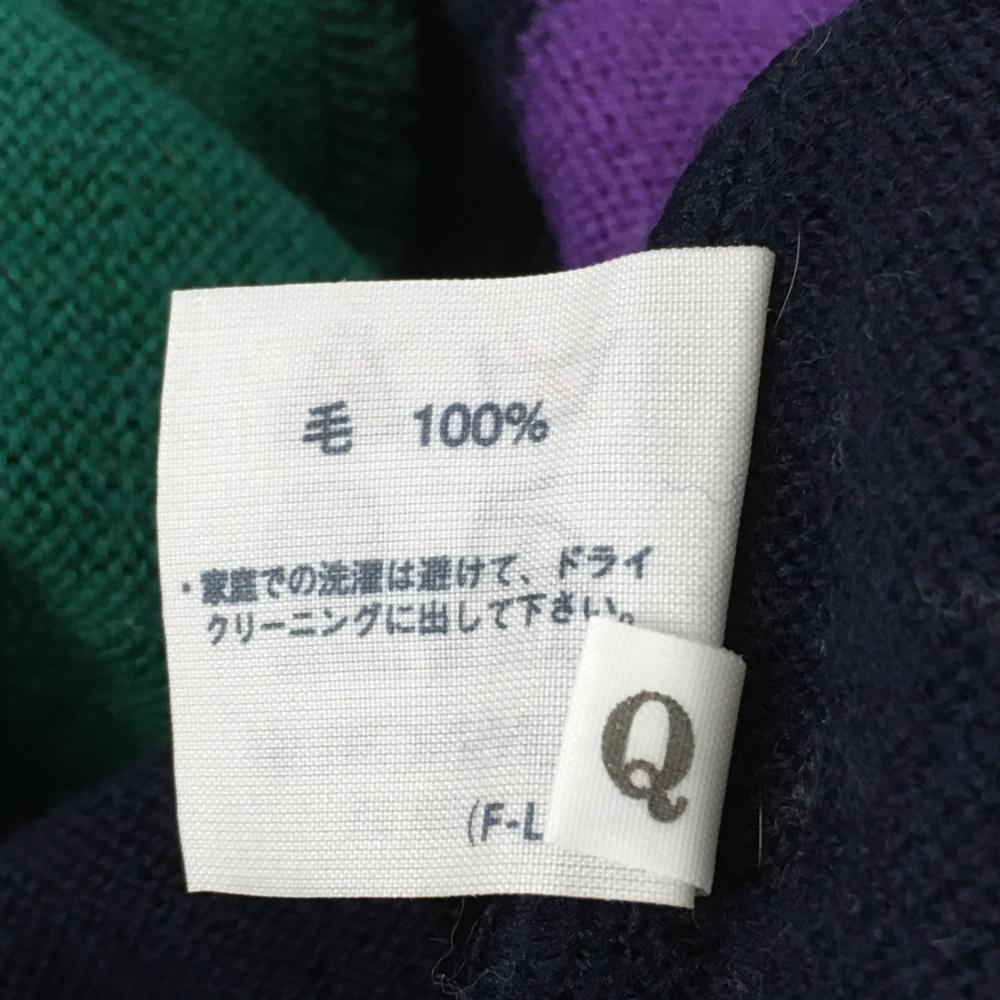 毛　100%
・家庭での洗濯は避けて、ドライ
クリーニングに出して下さい。
(F-L
Q